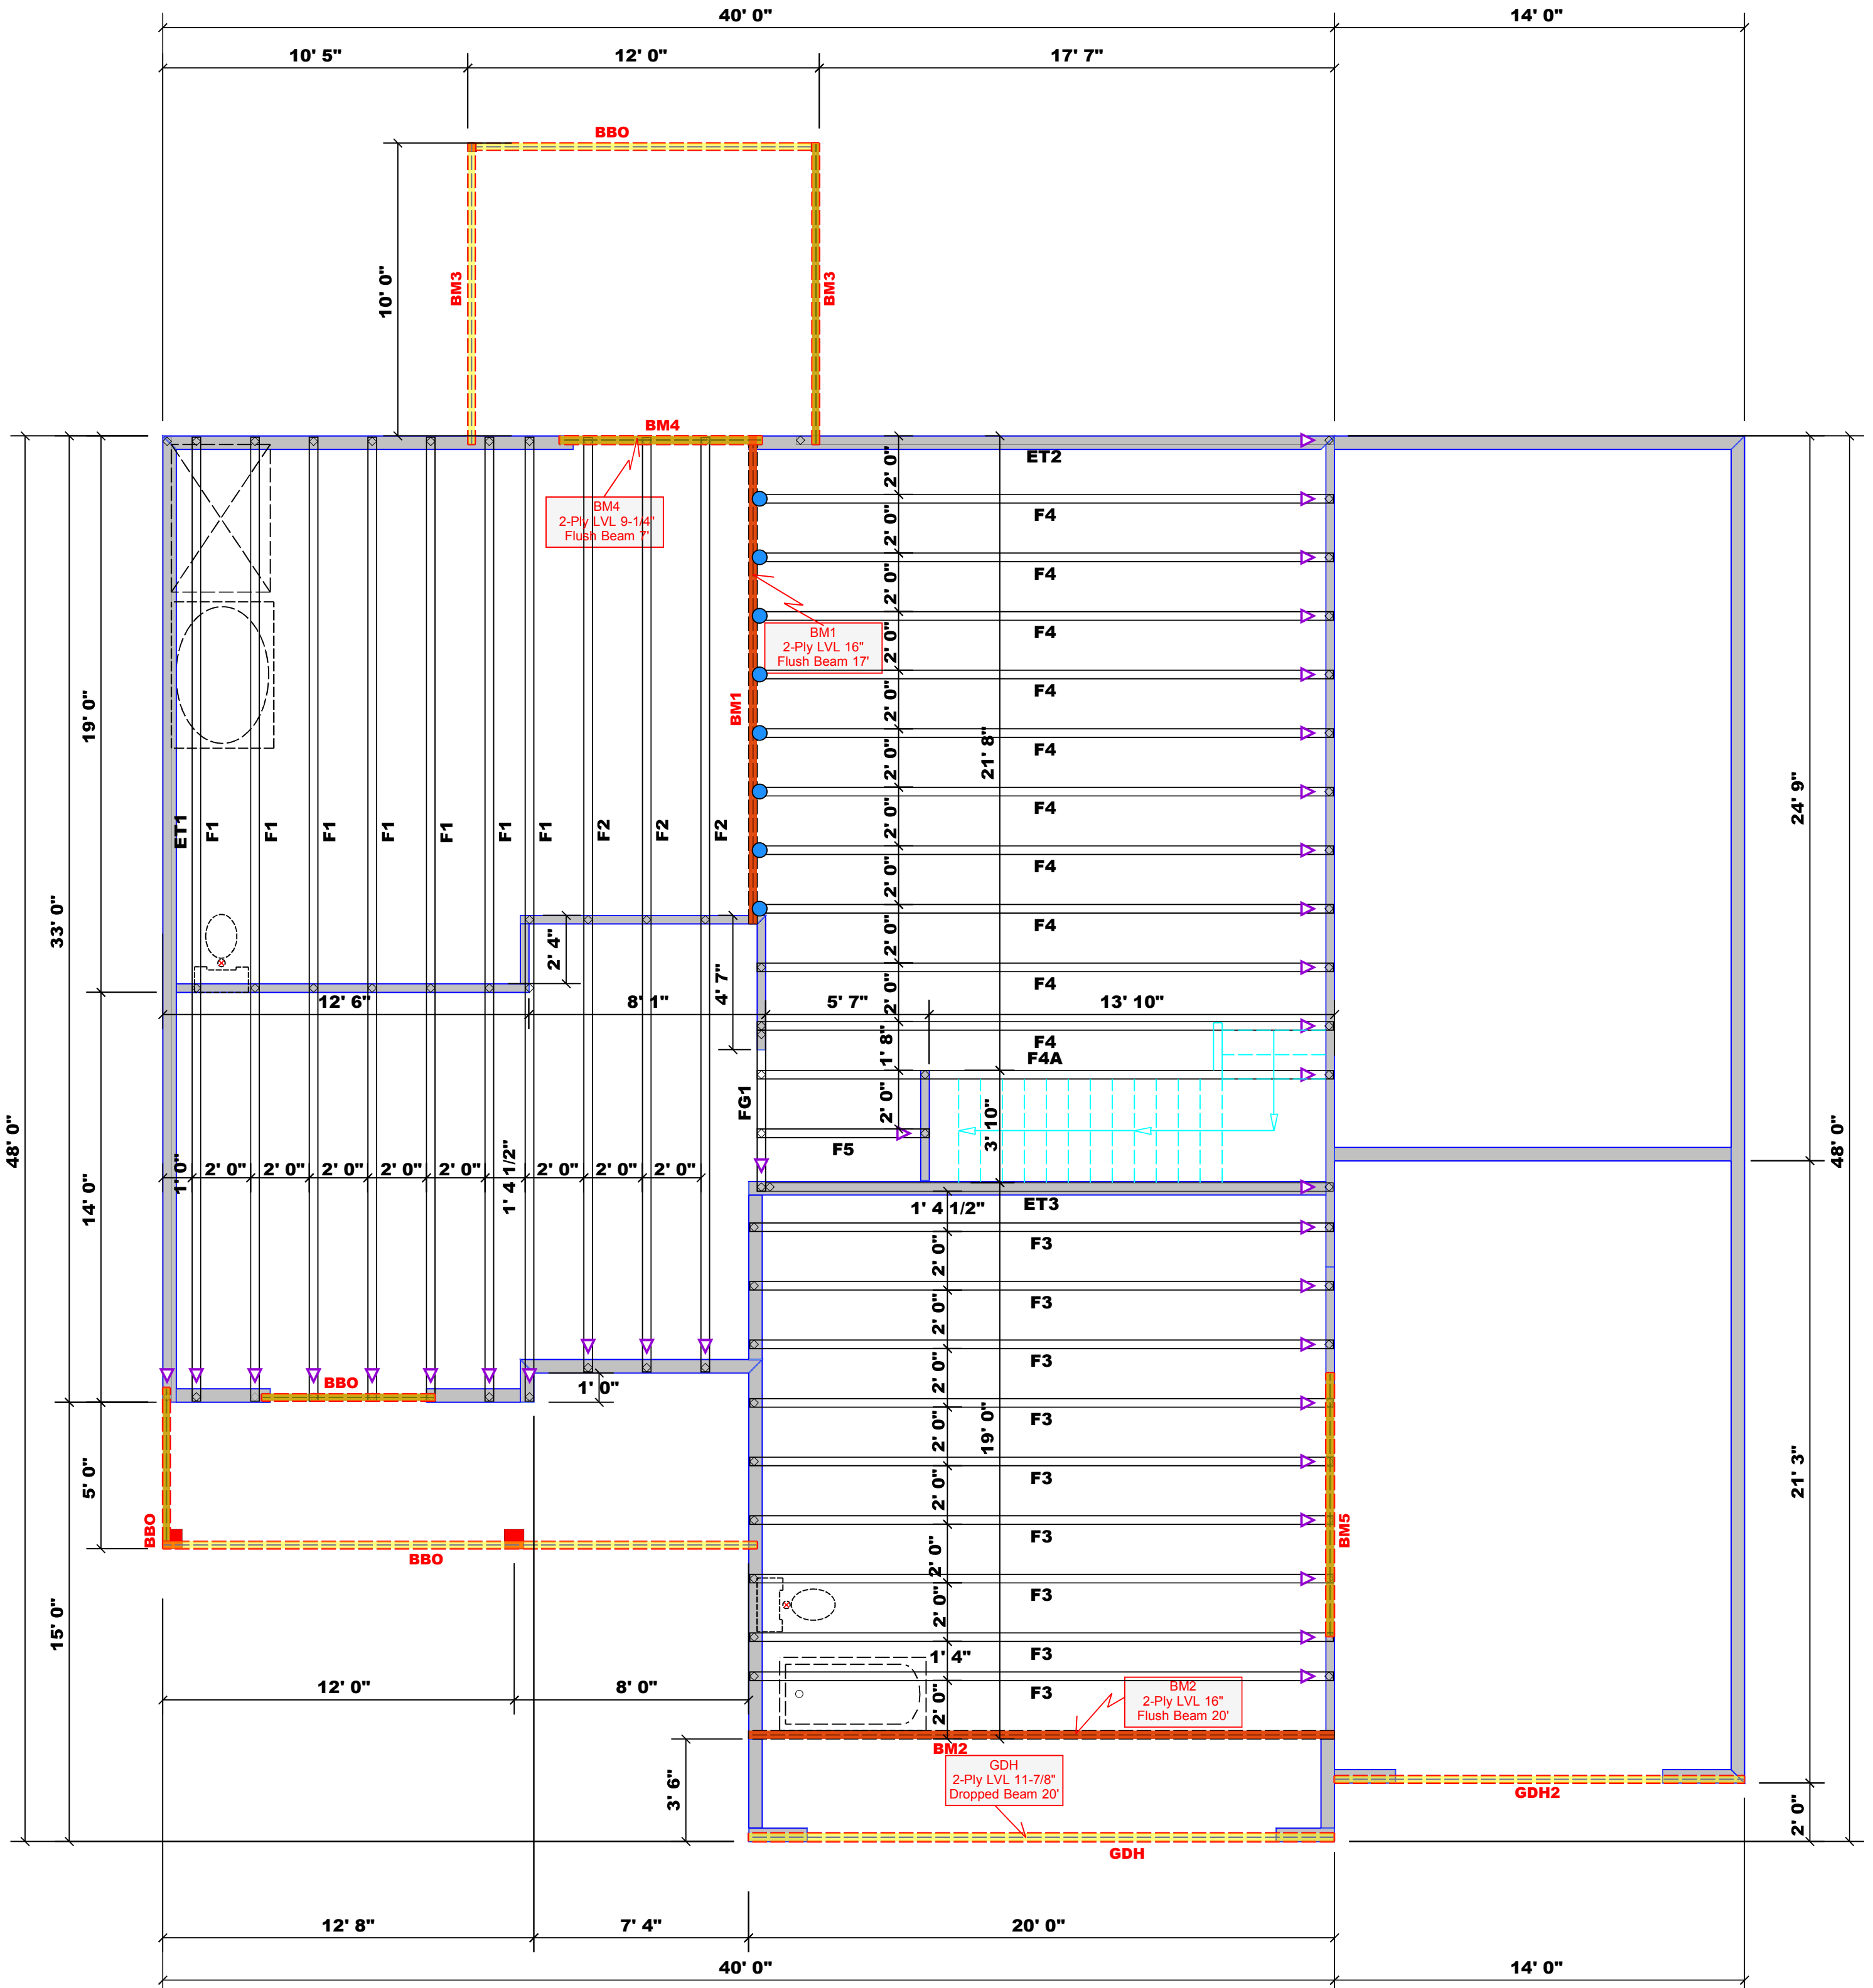 40' 0"
14' 0"
10' 5"
12' 0"
17' 7"
BBO
10' 0"
BM3
BM3
BM4
BM4
2-Ply LVL 9-1/4"
Flush Beam 7'
ET2
2' 0"
F4
2' 0"
F4
2' 0"
F4
BM1
2-Ply LVL 16"
Flush Beam 17'
2' 0"
F4
BM1
19' 0"
2' 0"
F4
21' 8"
2' 0"
F4
24' 9"
2' 0"
F4
ET1
F1
F1
F1
F1
F1
F1
F1
F2
F2
F2
2' 0"
F4
33' 0"
2' 4"
4' 7"
2' 0"
F4
12' 6"
8' 1"
5' 7"
13' 10"
2' 0"
F4
1' 8"
F4A
FG1
2' 0"
3' 10"
F5
48' 0"
48' 0"
14' 0"
1' 0"
2' 0"
2' 0"
2' 0"
2' 0"
2' 0"
1' 4 1/2"
2' 0"
2' 0"
2' 0"
1' 4 1/2"
ET3
F3
2' 0"
F3
2' 0"
F3
BBO
1' 0"
2' 0"
F3
19' 0"
2' 0"
F3
5' 0"
21' 3"
BBO
BBO
2' 0"
F3
BM5
2' 0"
F3
15' 0"
2' 0"
F3
1' 4"
F3
12' 0"
8' 0"
2' 0"
BM2
2-Ply LVL 16"
Flush Beam 20'
BM2
3' 6"
GDH
2-Ply LVL 11-7/8"
Dropped Beam 20'
GDH2
2' 0"
GDH
12' 8"
7' 4"
20' 0"
40' 0"
14' 0"